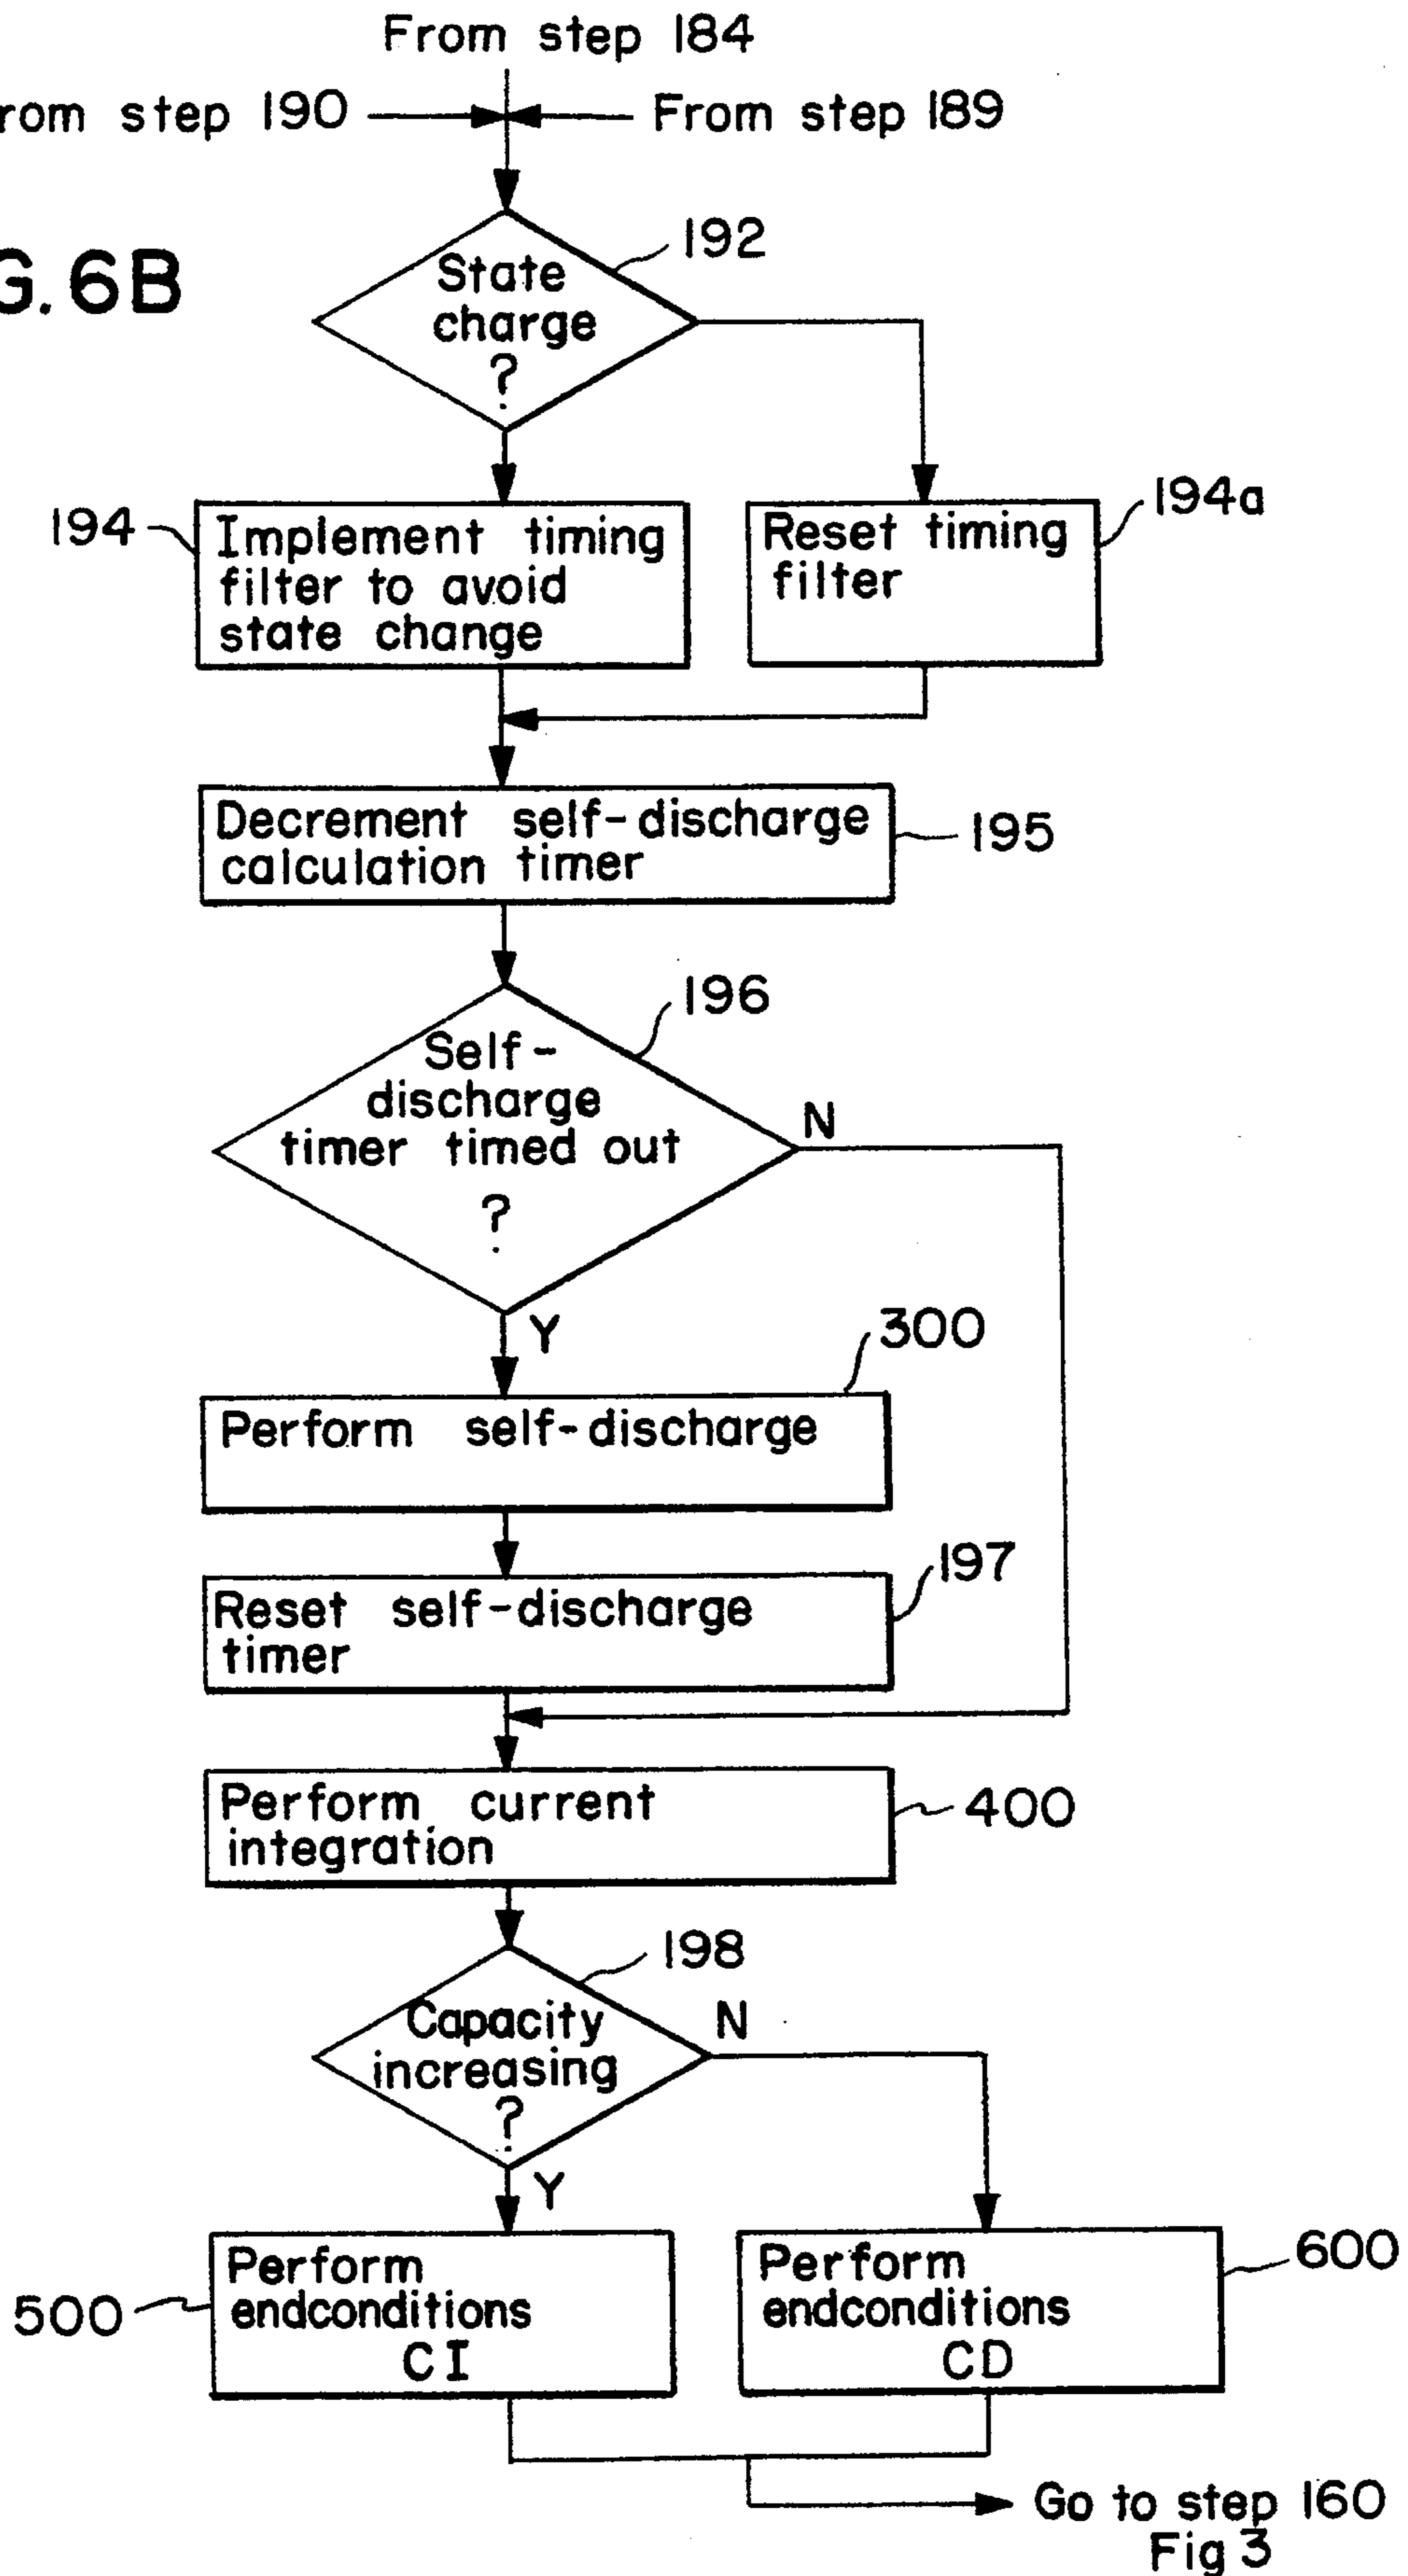 From step 184
rom step 190
From step 189
G. 6B
192
State
charge
?
194
Implement timing
filter to avoid
state change
Reset timing
filter
194a
Decrement self-discharge
calculation timer
195
196
Self-
discharge
timer timed out
?
N
Y
300
Perform self-discharge
197
Reset self-discharge
timer
Perform current
integration
400
198
Capacity
increasing
?
N
Y
500
Perform
endconditions
CI
Perform
endconditions
CD
600
Go to step 160
Fig 3